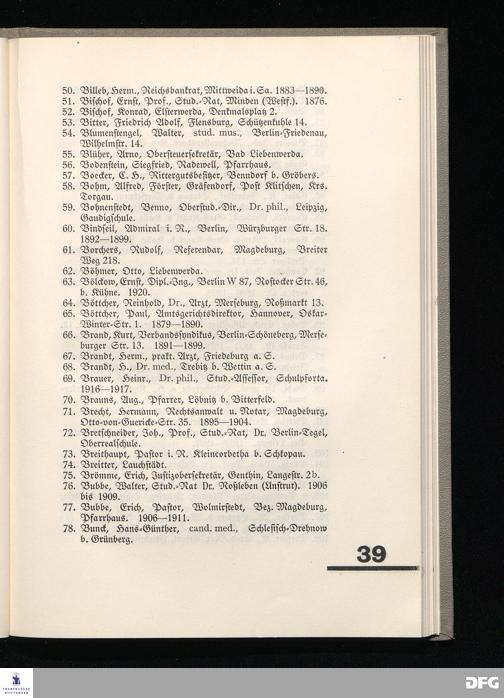 50. Billeb, Herm., Reichsbankrat, Mittweida i. Sa. 1883—1890.
51. Bischof, Ernst, Prof., Stud.-Rat, Minden (Westf.). 1876.
52. Bischof, Konrad, Elsterwerda, Denkmalsplatz 2.
53. Bitter, Friedrich Adolf, Flensburg, Schützenkuhle 14.
54. Blumenstengel, Walter, stud. mus., Berlin-Friedenau,
Wilhelmstr. 14.
55. Blüher, Arno, Obersteuersekretär, Bad Liebenwerda.
56. Bodenstein, Siegfried, Radewell, Pfarrhaus.
57. Boecker, C. H., Rittergutsbesitzer, Benndorf b. Gröbers.
58. Bohm, Alfred, Förster, Gräfendorf, Post Klitschen, Krs.
Torgau.
59. Bohnenstedt, Benno, Oberstud.-Dir., Dr. phil., Leipzig,
Gaudigschule.
60. Bindseil, Admiral i. R., Berlin, Würzburger Str. 18.
1892—1899.
61. Borchers, Rudolf, Referendar, Magdeburg, Breiter
Weg 218.
62. Böhmer, Otto, Liebenwerda.
63. Bölckow, Ernst, Dipl.-Ing., Berlin W 87, Rostocker Str. 46,
b. Kühne. 1920.
64. Böttcher, Reinhold, Dr., Arzt, Merseburg, Roßmarkt 13.
65. Böttcher, Paul, Amtsgerichtsdirektor, Hannover, Oskar-
Winter-Str. 1. 1879—1890.
66. Brand, Kurt, Verbandssyndikus, Berlin-Schöneberg, Merse-
burger Str. 13. 1891—1899.
67. Brandt, Herm., prakt. Arzt, Friedeburg a. S.
68. Brandt, H., Dr. med., Trebitz b. Wettin a. S.
69. Brauer, Heinr., Dr. phil., Stud.-Assessor, Schulpforta.
1916—1917.
70. Brauns, Aug., Pfarrer, Lösnitz b. Bitterfeld.
71. Brecht, Hermann, Rechtsanwalt u. Notar, Magdeburg,
Otto-von-Guericke-Str. 35. 1895—1904.
72. Bretschneider, Joh., Prof., Stud.-Rat, Dr., Berlin-Tegel,
Oberrealschule.
73. Breithaupt, Pastor i. R. Kleincorbetha b. Schkopau.
74. Breitter, Lauchstädt.
75. Brömme, Erich, Justizobersekretär, Genthin, Langestr. 2b.
76. Bubbe, Walter, Stud.-Rat Dr., Roßleben (Unstrut). 1906
bis 1909.
77. Bubbe, Erich, Pastor, Wolmirstedt, Bez. Magdeburg,
Pfarrhaus. 1906—1911.
78. Bunck, Hans-Günther, cand. med., Schlesisch-Drehnow
b. Grünberg.
39
FRANCKESCHE
STIFTUNGEN
DFG